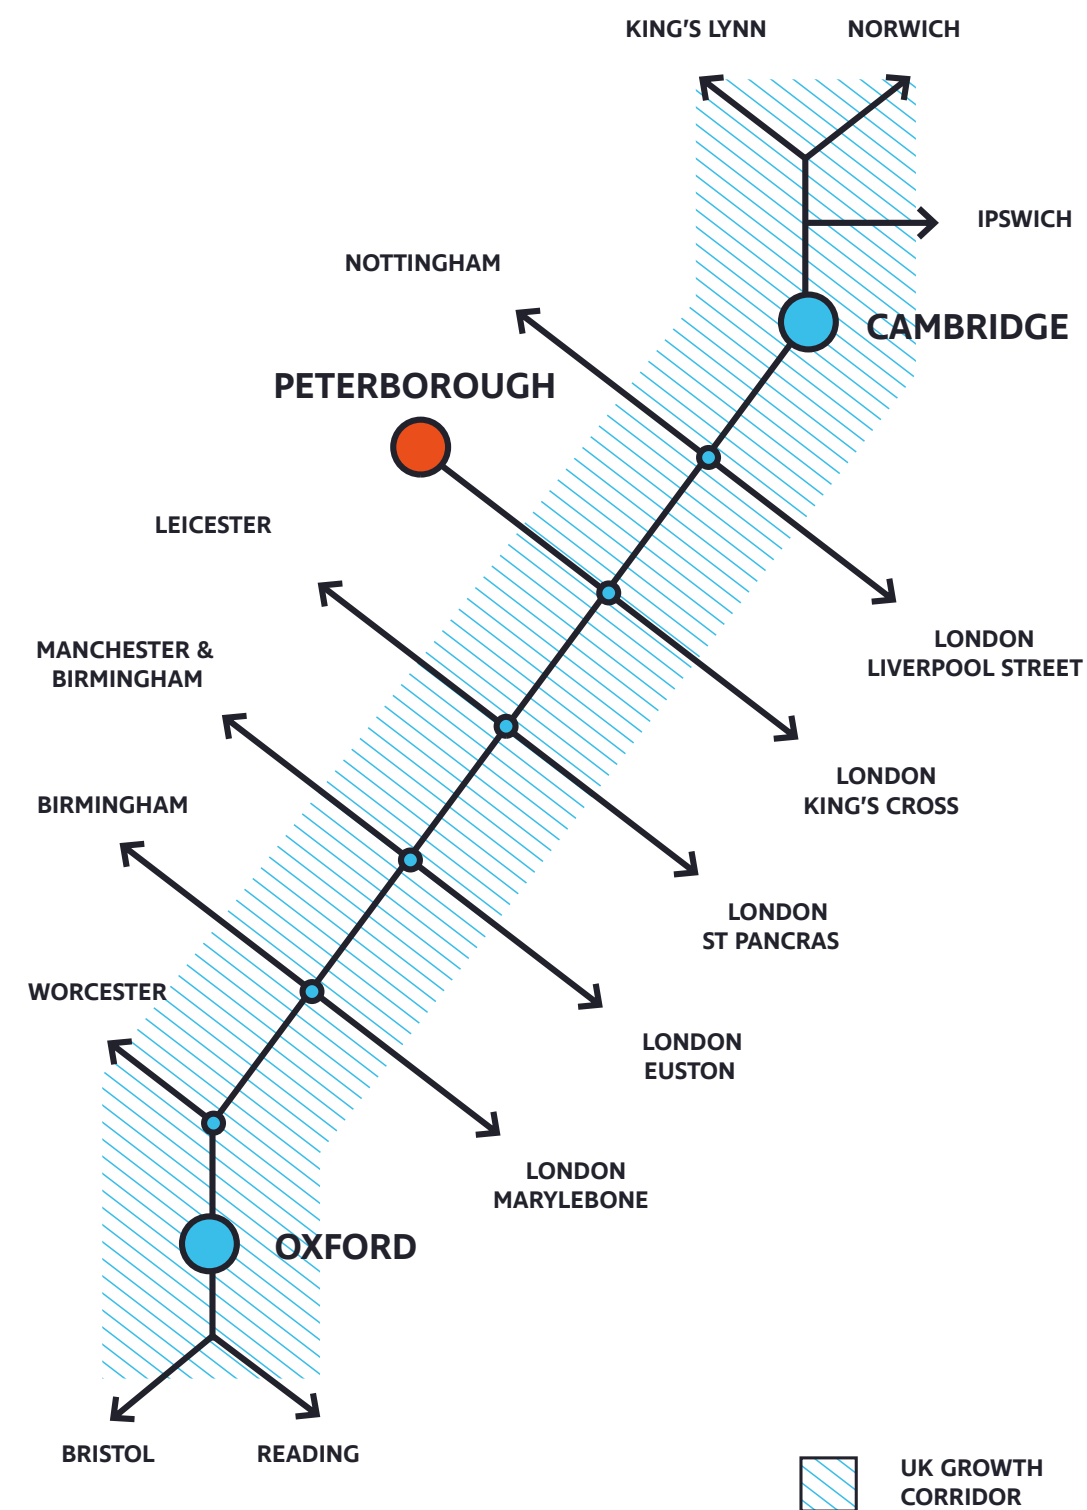 KING'S LYNN
NORWICH
IPSWICH
NOTTINGHAM
CAMBRIDGE
PETERBOROUGH
LEICESTER
MANCHESTER &
BIRMINGHAM
LONDON
LIVERPOOL STREET
LONDON
KING'S CROSS
BIRMINGHAM
LONDON
ST PANCRAS
WORCESTER
LONDON
EUSTON
LONDON
MARYLEBONE
OXFORD
BRISTOL
READING
UK GROWTH
CORRIDOR